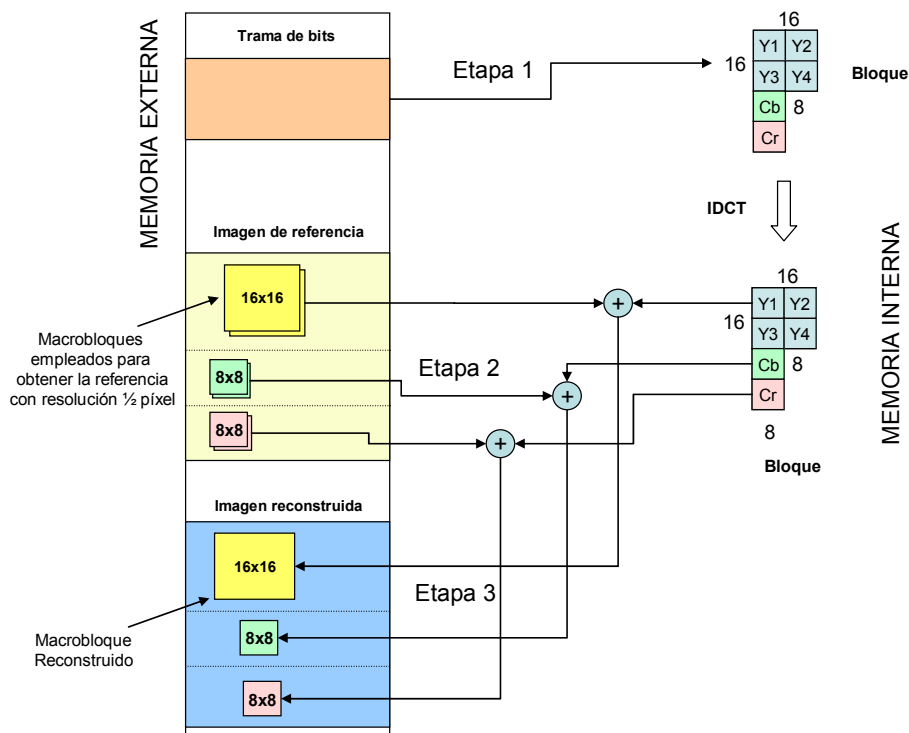 MEMORIA EXTERNA
Trama de bits
Etapa 1
16
16
Y1 Y2
Y3 Y4
Cb
8
Cr
Bloque
IDCT
MEMORIA INTERNA
Imagen de referencia
16x16
Macrobloques
empleados para
obtener la referencia
con resolución ½ píxel
8x8
8x8
Etapa 2
+
+
+
16
16
Y1 Y2
Y3 Y4
Cb
8
Cr
8
Bloque
Imagen reconstruida
16x16
Etapa 3
Macrobloque
Reconstruido
8x8
8x8